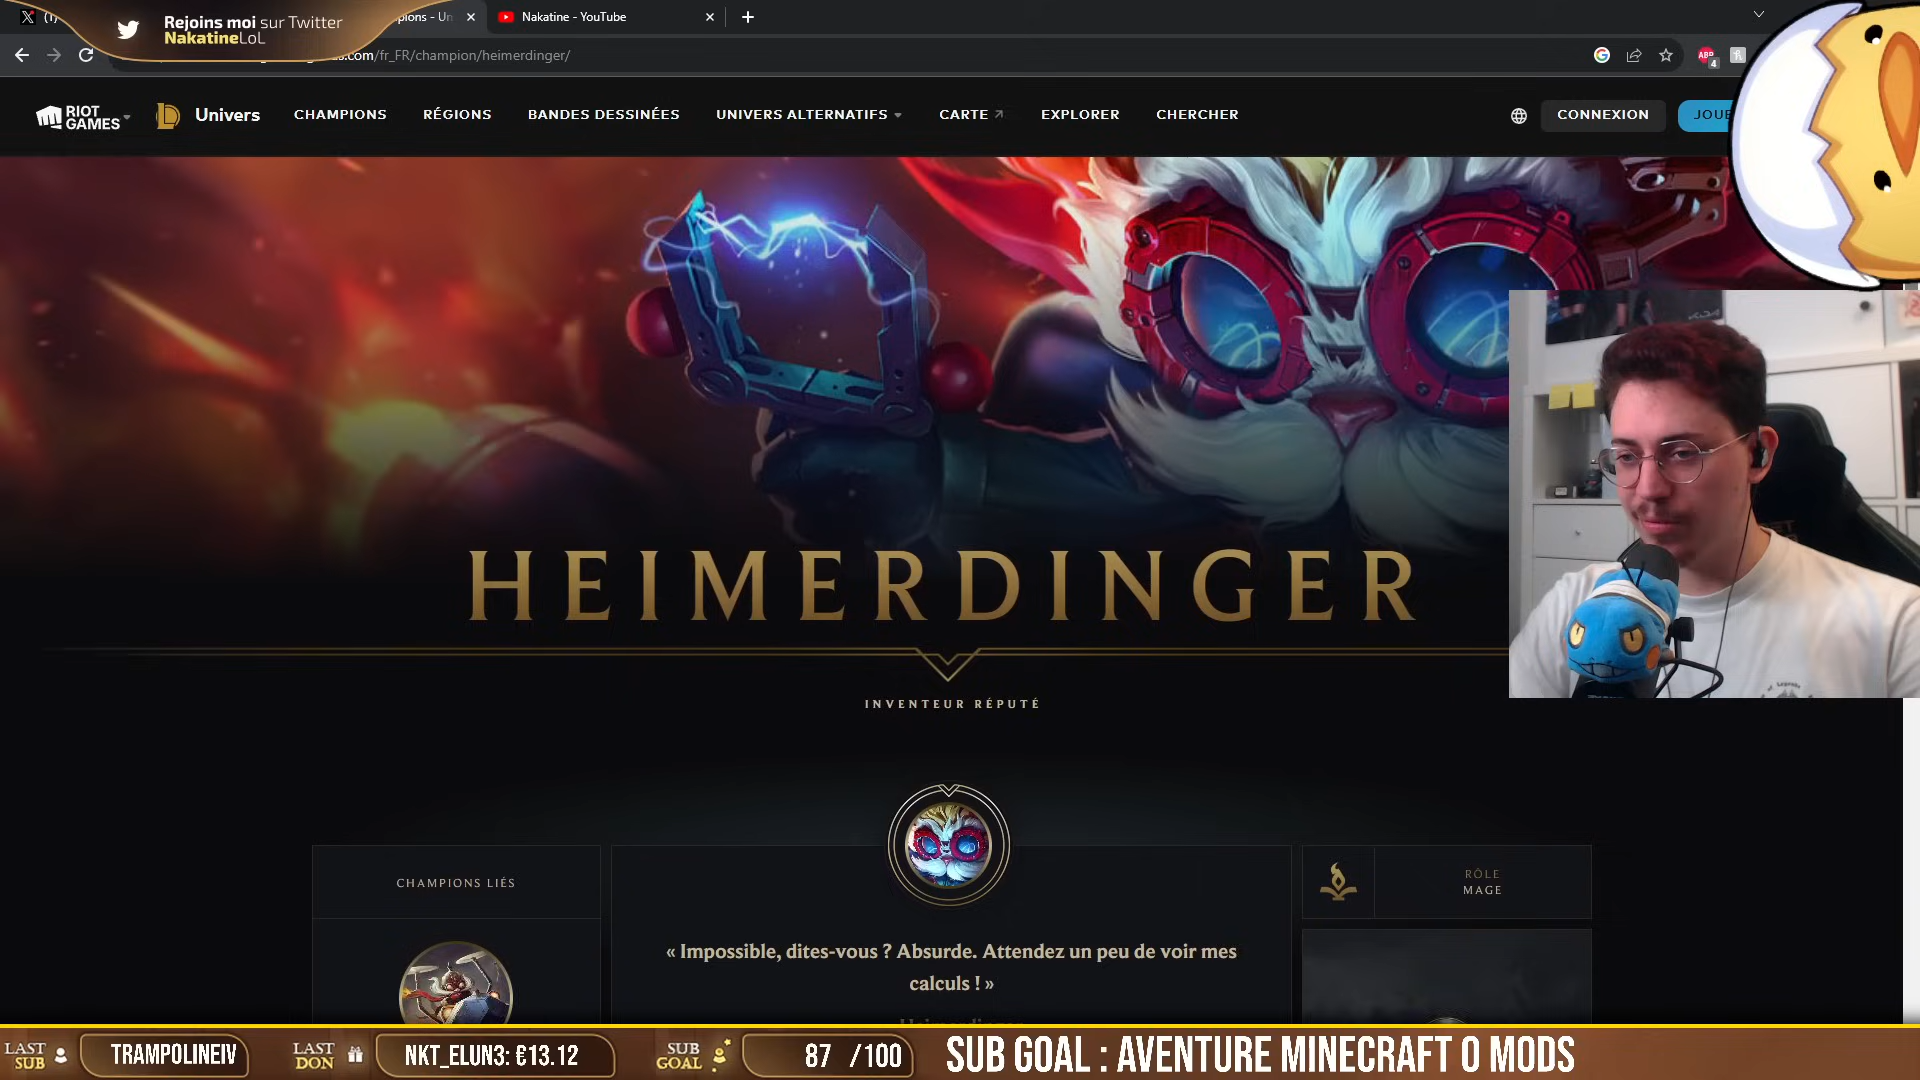 Rejoins moi sur Twitter
NakatineLoL
Nakatine - YouTube
/fr_FR/champion/heimerdinger/
ABP
4
RIOT
GAMES
Univers
CHAMPIONS
RÉGIONS
BANDES DESSINÉES
UNIVERS ALTERNATIFS
CARTE
EXPLORER
CHERCHER
CONNEXION
HEIMERDINGER
INVENTEUR RÉPUTÉ
CHAMPIONS LIÉS
« Impossible, dites-vous ? Absurde. Attendez un peu de voir mes
calculs ! »
RÔLE
MAGE
LAST
SUB
TRAMPOLINEIV
LAST
DON
NKT_ELUN3: €13.12
SUB
GOAL
87 /100
SUB GOAL : AVENTURE MINECRAFT 0 MODS